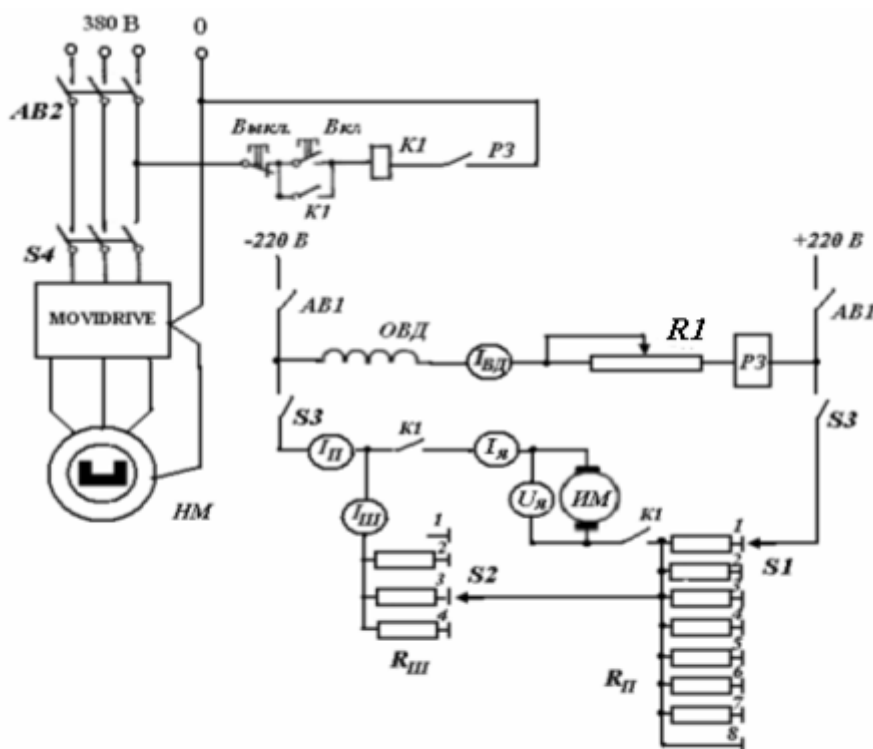 380 В
0
АВ2
Выкл.
Вкл
К1
РЗ
К1
S4
-220 В
+220 В
MOVIDRIVE
АВ1
ОВД
R1
АВ1
IВД
РЗ
S3
S3
К1
IП
IЯ
UЯ
ИМ
НМ
IШ
К1
1
2
3
4
S2
1
2
3
4
5
6
7
8
S1
RШ
RП